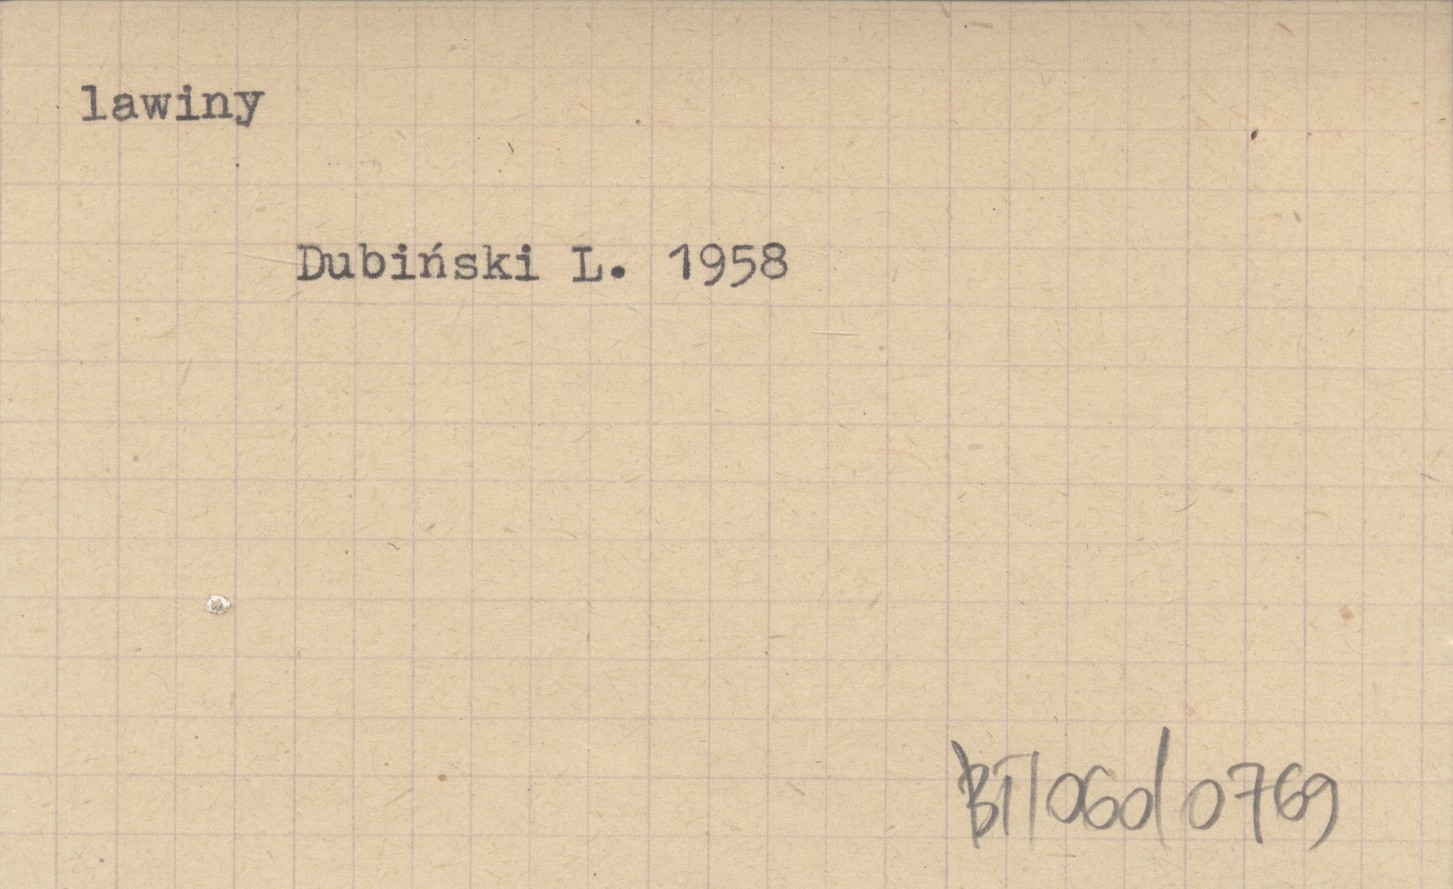 lawiny
Dubiński L. 1958
BT/060/0769